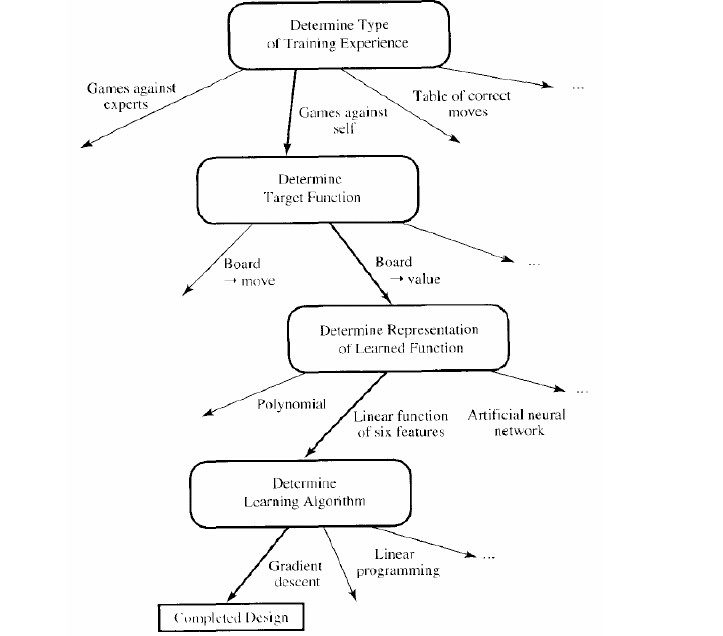 Determine Type
of Training Experience
Games against
experts
Games against
self
Table of correct
moves
...
Determine
Target Function
Board
→ move
Board
→ value
...
Determine Representation
of Learned Function
Polynomial
Linear function
of six features
Artificial neural
network
...
Determine
Learning Algorithm
Gradient
descent
Linear
programming
...
Completed Design